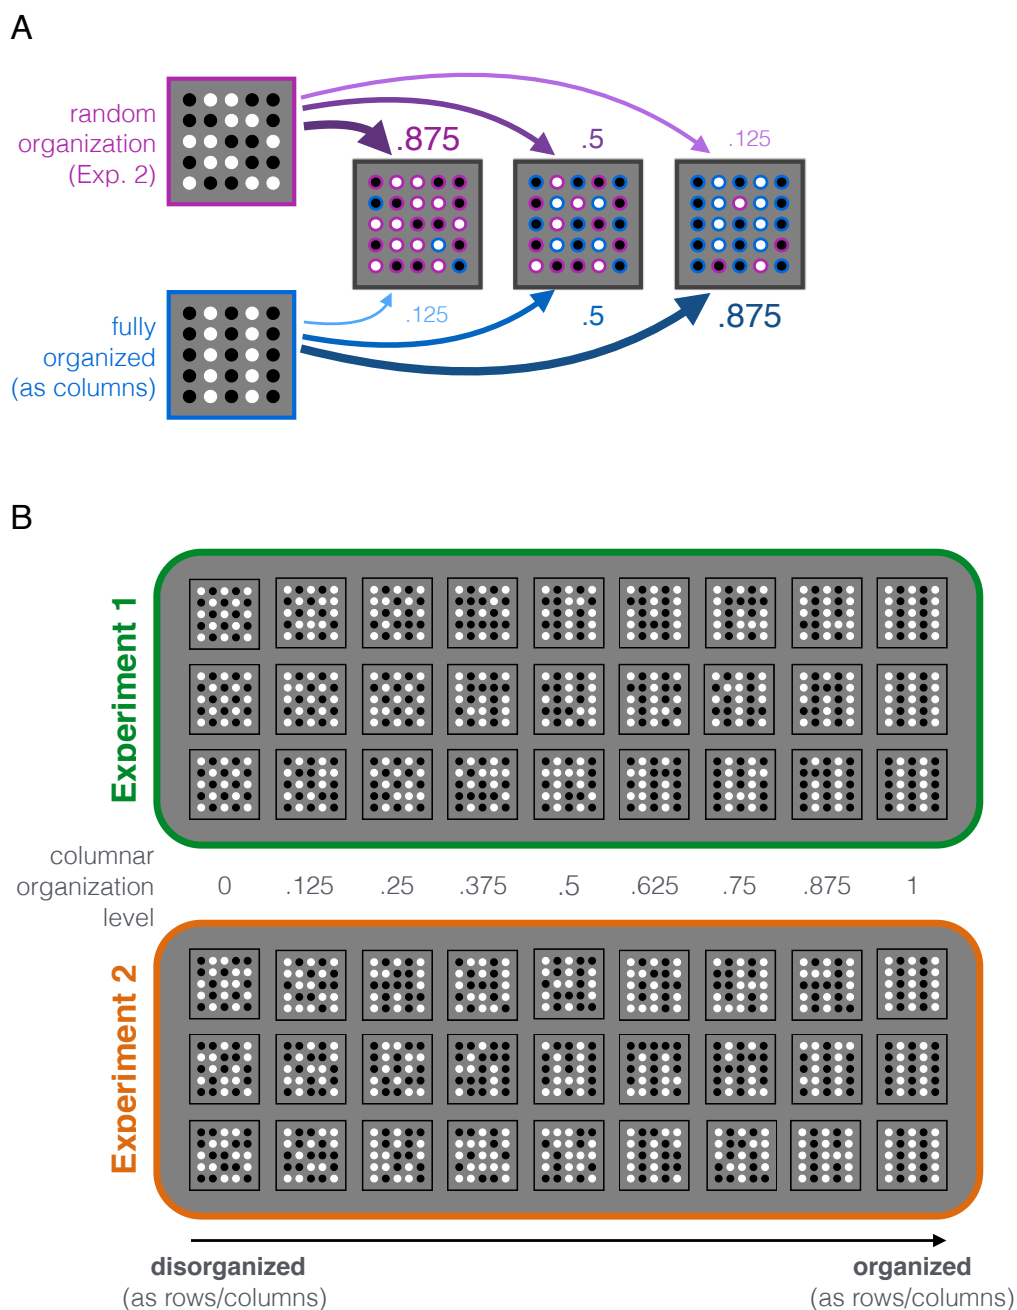 A
random
organization
(Exp. 2)
.875
.5
.125
fully
organized
(as columns)
.125
.5
.875
B
Experiment 1
columnar
organization
level
0 .125 .25 .375 .5 .625 .75 .875 1
Experiment 2
disorganized
(as rows/columns)
organized
(as rows/columns)